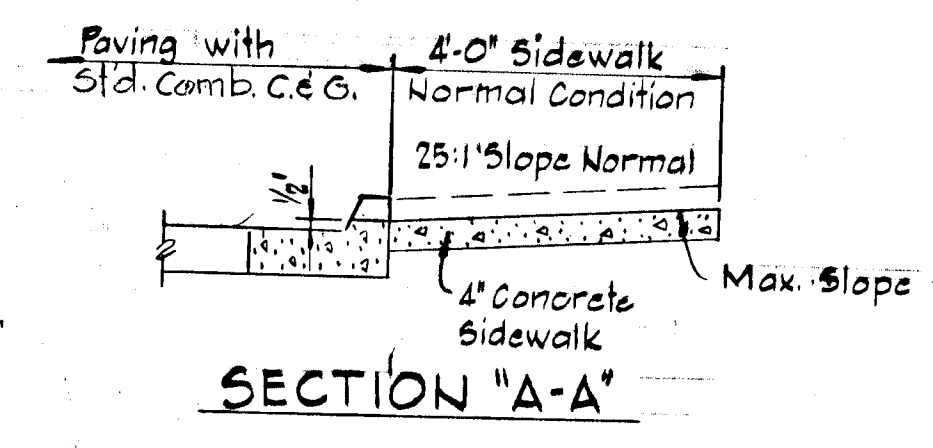 Paving with
St'd. Comb. C. & G.
4'-0" Sidewalk
Normal Condition
25:1 Slope Normal
1/2"
Max. Slope
4" Concrete
Sidewalk
SECTION "A-A"